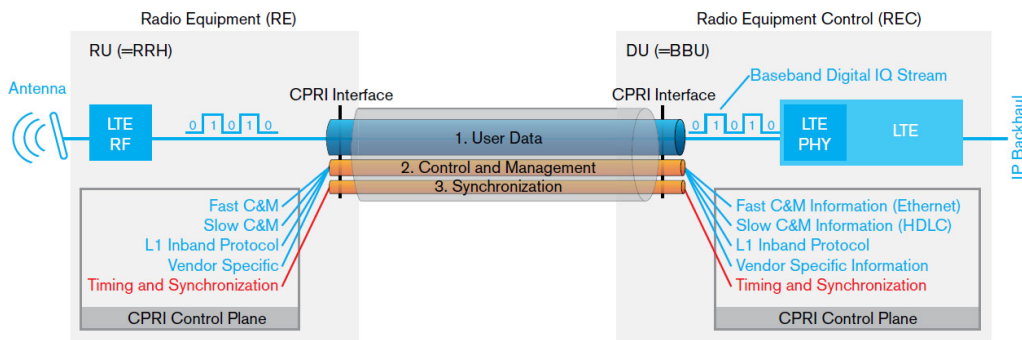 Radio Equipment (RE)
Radio Equipment Control (REC)
RU (=RRH)
DU (=BBU)
Antenna
CPRI Interface
CPRI Interface
Baseband Digital IQ Stream
LTE
RF
0 1 0 1 0
1. User Data
0 1 0 1 0
LTE
PHY
LTE
IP Backhaul
2. Control and Management
3. Synchronization
Fast C&M
Slow C&M
L1 Inband Protocol
Vendor Specific
Timing and Synchronization
CPRI Control Plane
Fast C&M Information (Ethernet)
Slow C&M Information (HDLC)
L1 Inband Protocol
Vendor Specific Information
Timing and Synchronization
CPRI Control Plane